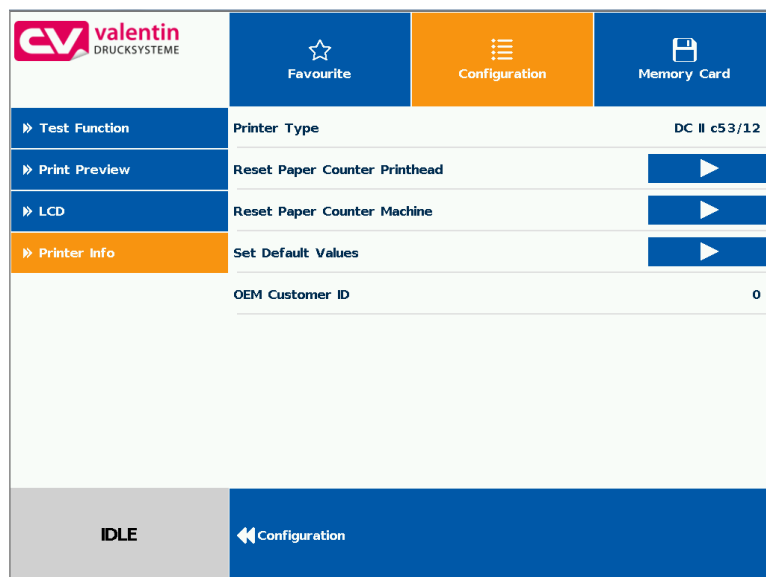 valentin
DRUCKSYSTEME
Favourite
Configuration
Memory Card
Test Function
Print Preview
LCD
Printer Info
Printer Type DC II c53/12
Reset Paper Counter Printhead
Reset Paper Counter Machine
Set Default Values
OEM Customer ID 0
IDLE
Configuration